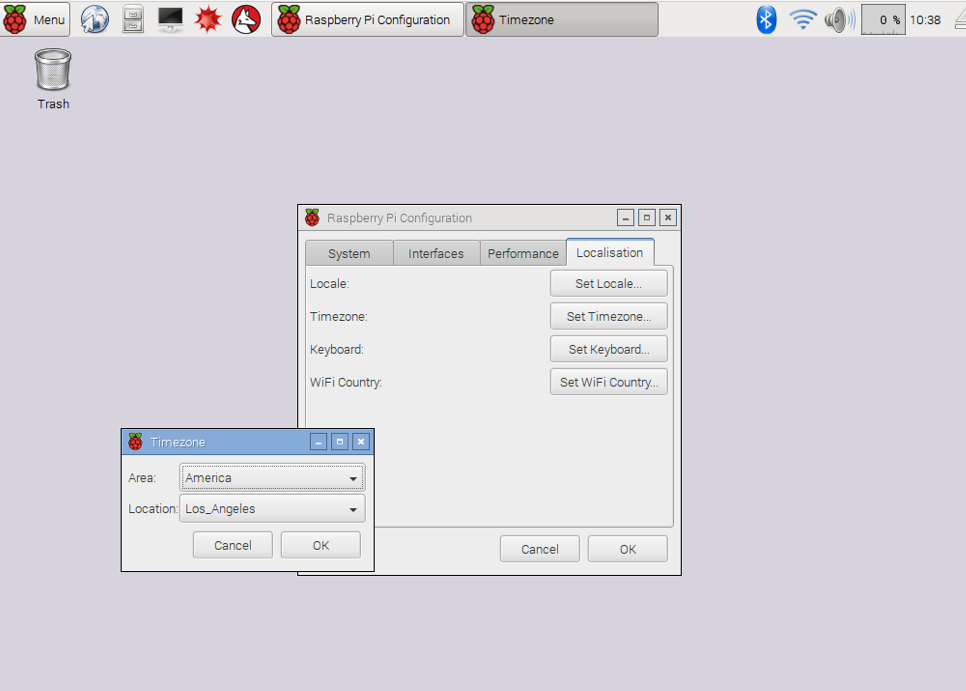 Menu Raspberry Pi Configuration Timezone 0 % 10:38
Trash
Raspberry Pi Configuration
System Interfaces Performance Localisation
Locale: Set Locale...
Timezone: Set Timezone...
Keyboard: Set Keyboard...
WiFi Country: Set WiFi Country...
Cancel OK
Timezone
Area: America
Location: Los_Angeles
Cancel OK